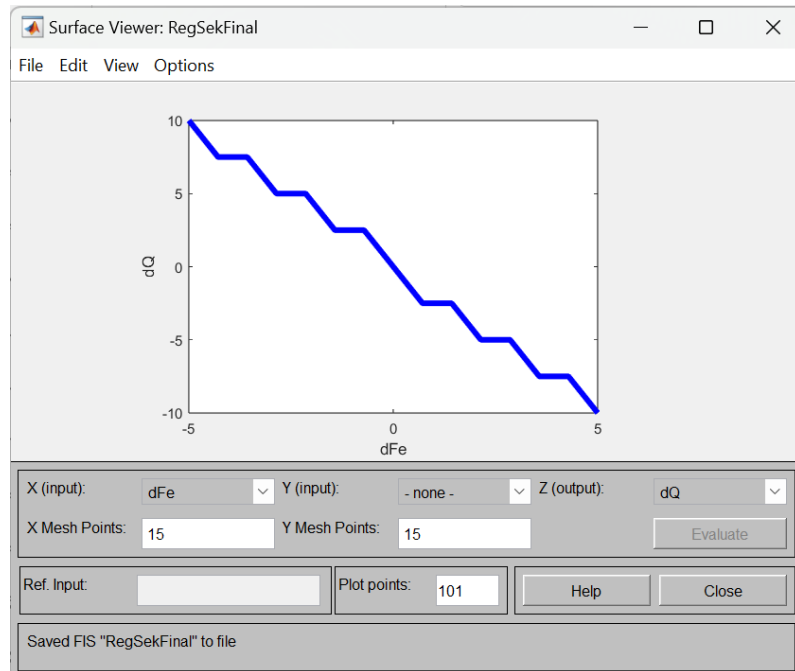 Surface Viewer: RegSekFinal
File Edit View Options
10
5
0
-5
-10
dQ
-5 0 5
dFe
X (input): dFe Y (input): - none - Z (output): dQ
X Mesh Points: 15 Y Mesh Points: 15 Evaluate
Ref. Input: Plot points: 101 Help Close
Saved FIS "RegSekFinal" to file